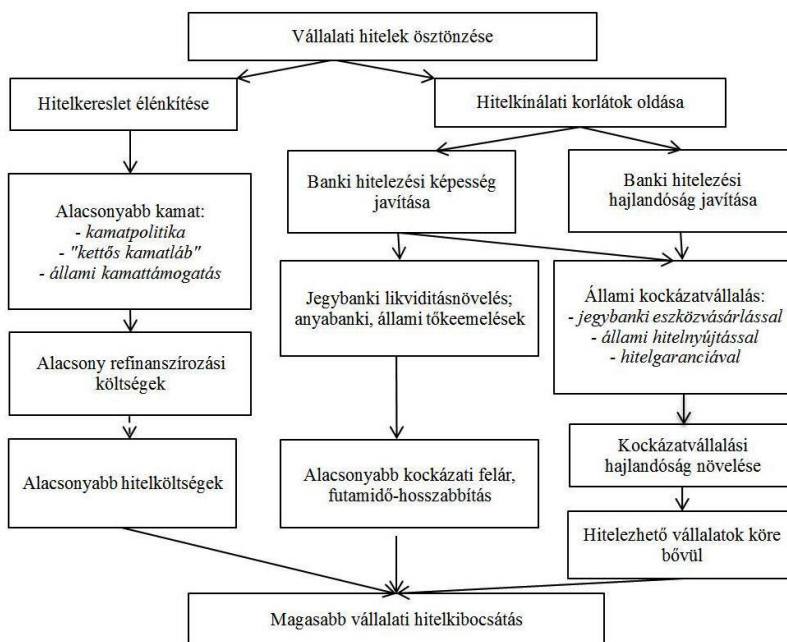 Vállalati hitelek ösztönzése
Hitelkereslet élénkítése
Hitelkínálati korlátok oldása
Banki hitelezési képesség
javítása
Banki hitelezési
hajlandóság javítása
Alacsonyabb kamat:
- kamatpolitika
- "kettős kamatláb"
- állami kamattámogatás
Jegybanki likviditásnövelés;
anyabanki, állami tőkeemelések
Állami kockázatvállalás:
- jegybanki eszközvásárlással
- állami hitelnyújtással
- hitelgaranciával
Alacsony refinanszírozási
költségek
Alacsonyabb hitelköltségek
Alacsonyabb kockázati felár,
futamidő-hosszabbítás
Kockázatvállalási
hajlandóság növelése
Hitelezhető vállalatok köre
bővül
Magasabb vállalati hitelkibocsátás